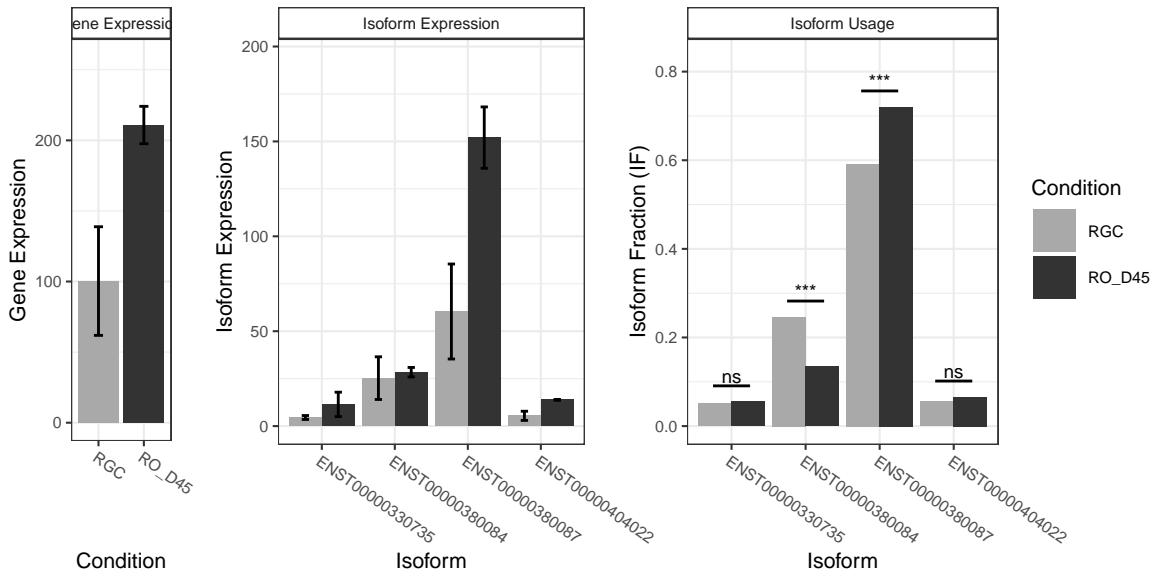 ene Expressio
Gene Expression
200
100
0
RGC
RO_D45
Condition
Isoform Expression
Isoform Expression
200
150
100
50
0
ENST00000330735
ENST00000380084
ENST00000380087
ENST00000404022
Isoform
Isoform Usage
Isoform Fraction (IF)
0.8
0.6
0.4
0.2
0.0
ns
***
***
ns
ENST00000330735
ENST00000380084
ENST00000380087
ENST00000404022
Isoform
Condition
RGC
RO_D45